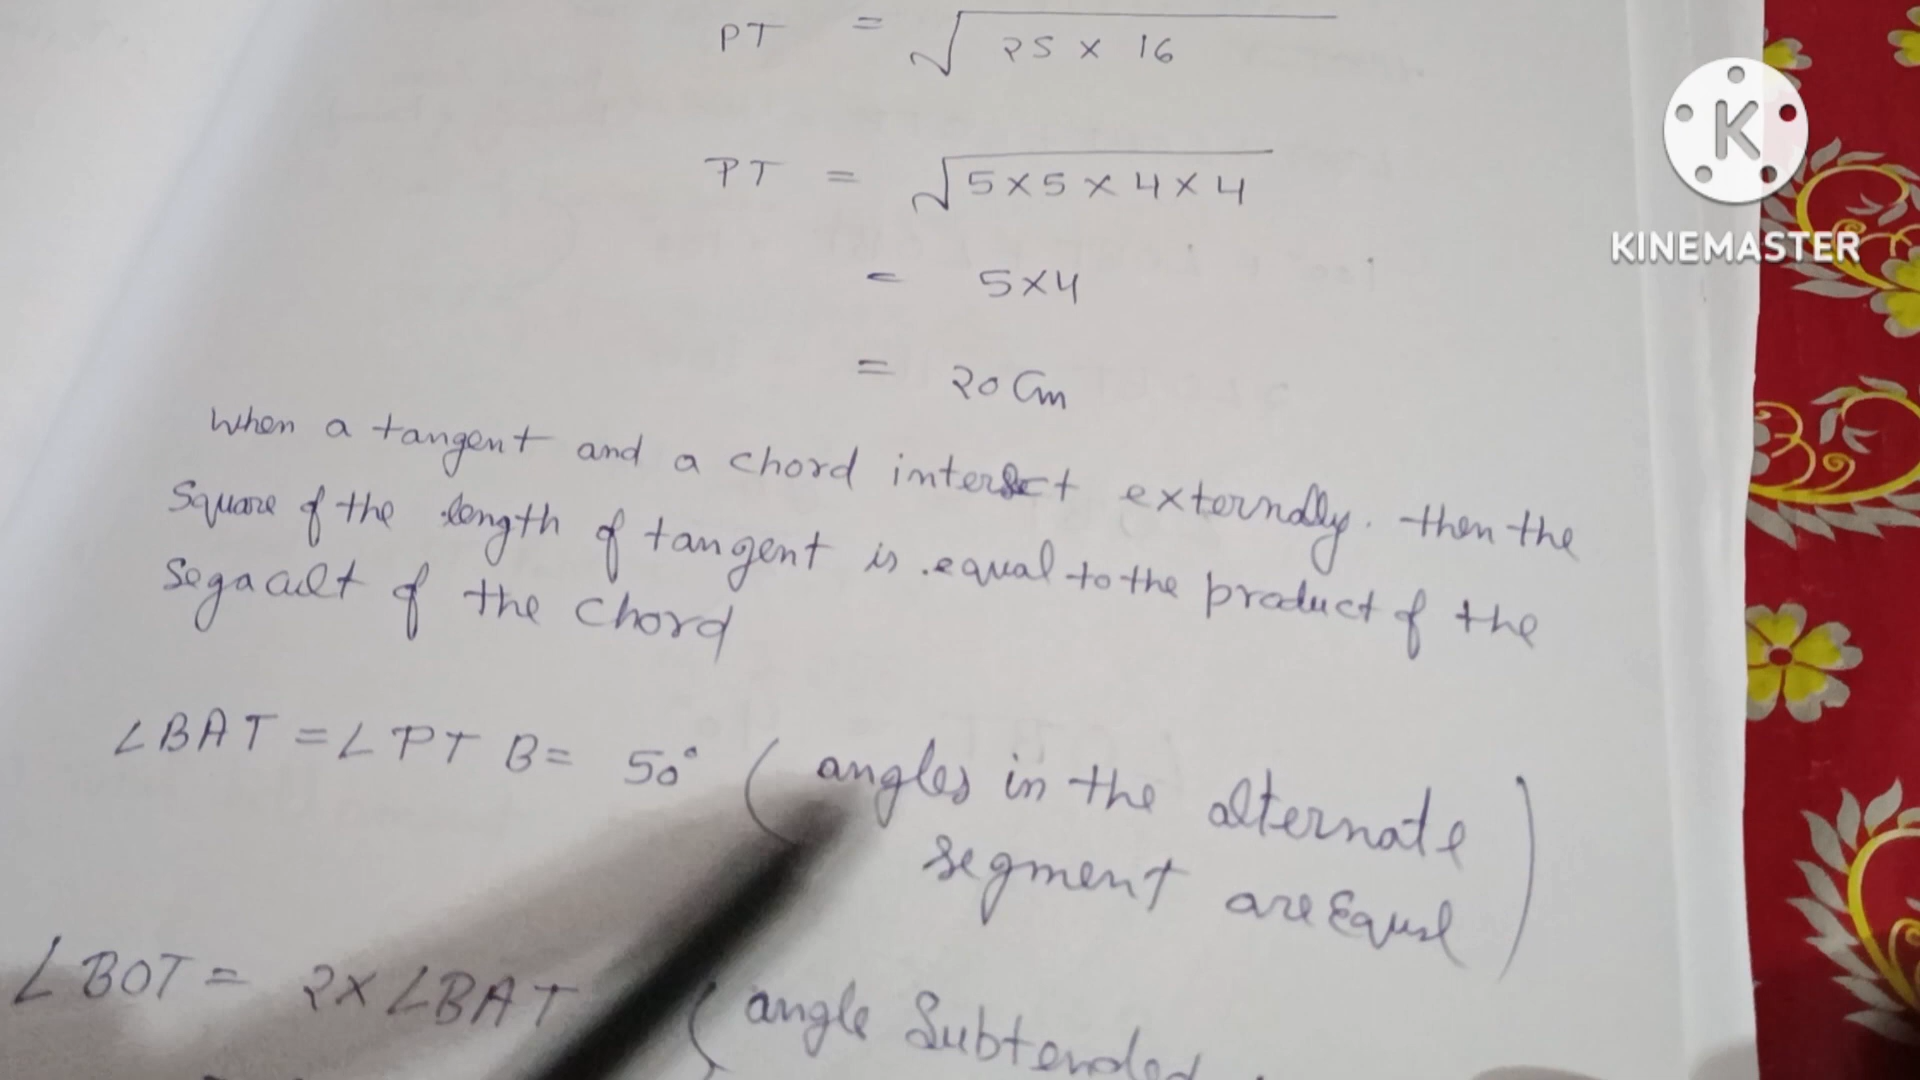 PT = √25 × 16
PT = √5×5×4×4
= 5×4
= 20 Cm
When a tangent and a chord intersect externally. then the
Square of the length of tangent is equal to the product of the
of the chord
∠BAT = ∠PTB = 50° (angles in the alternate
segment are Equal)
∠BOT = 2×∠BAT (angle Subtended
K
KINEMASTER